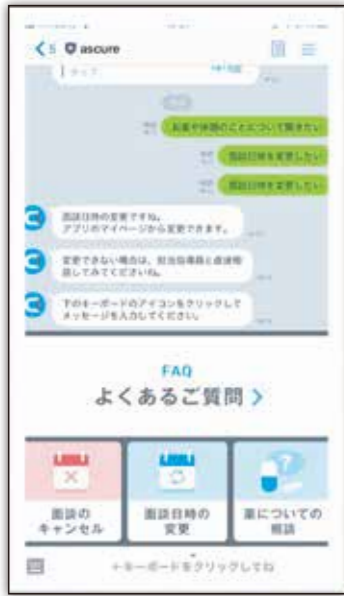 5 ascure
お薬や体調のことについて聞きたい
面談日時を変更したい
面談日時を変更したい
面談日時の変更ですね。
アプリのマイページから変更できます。
変更できない場合は、担当指導員と直接相
談してみてくださいね。
下のキーボードのアイコンをクリックして
メッセージを入力してください。
FAQ
よくあるご質問
面談の
キャンセル
面談日時の
変更
薬についての
相談
キーボードをクリックしてね